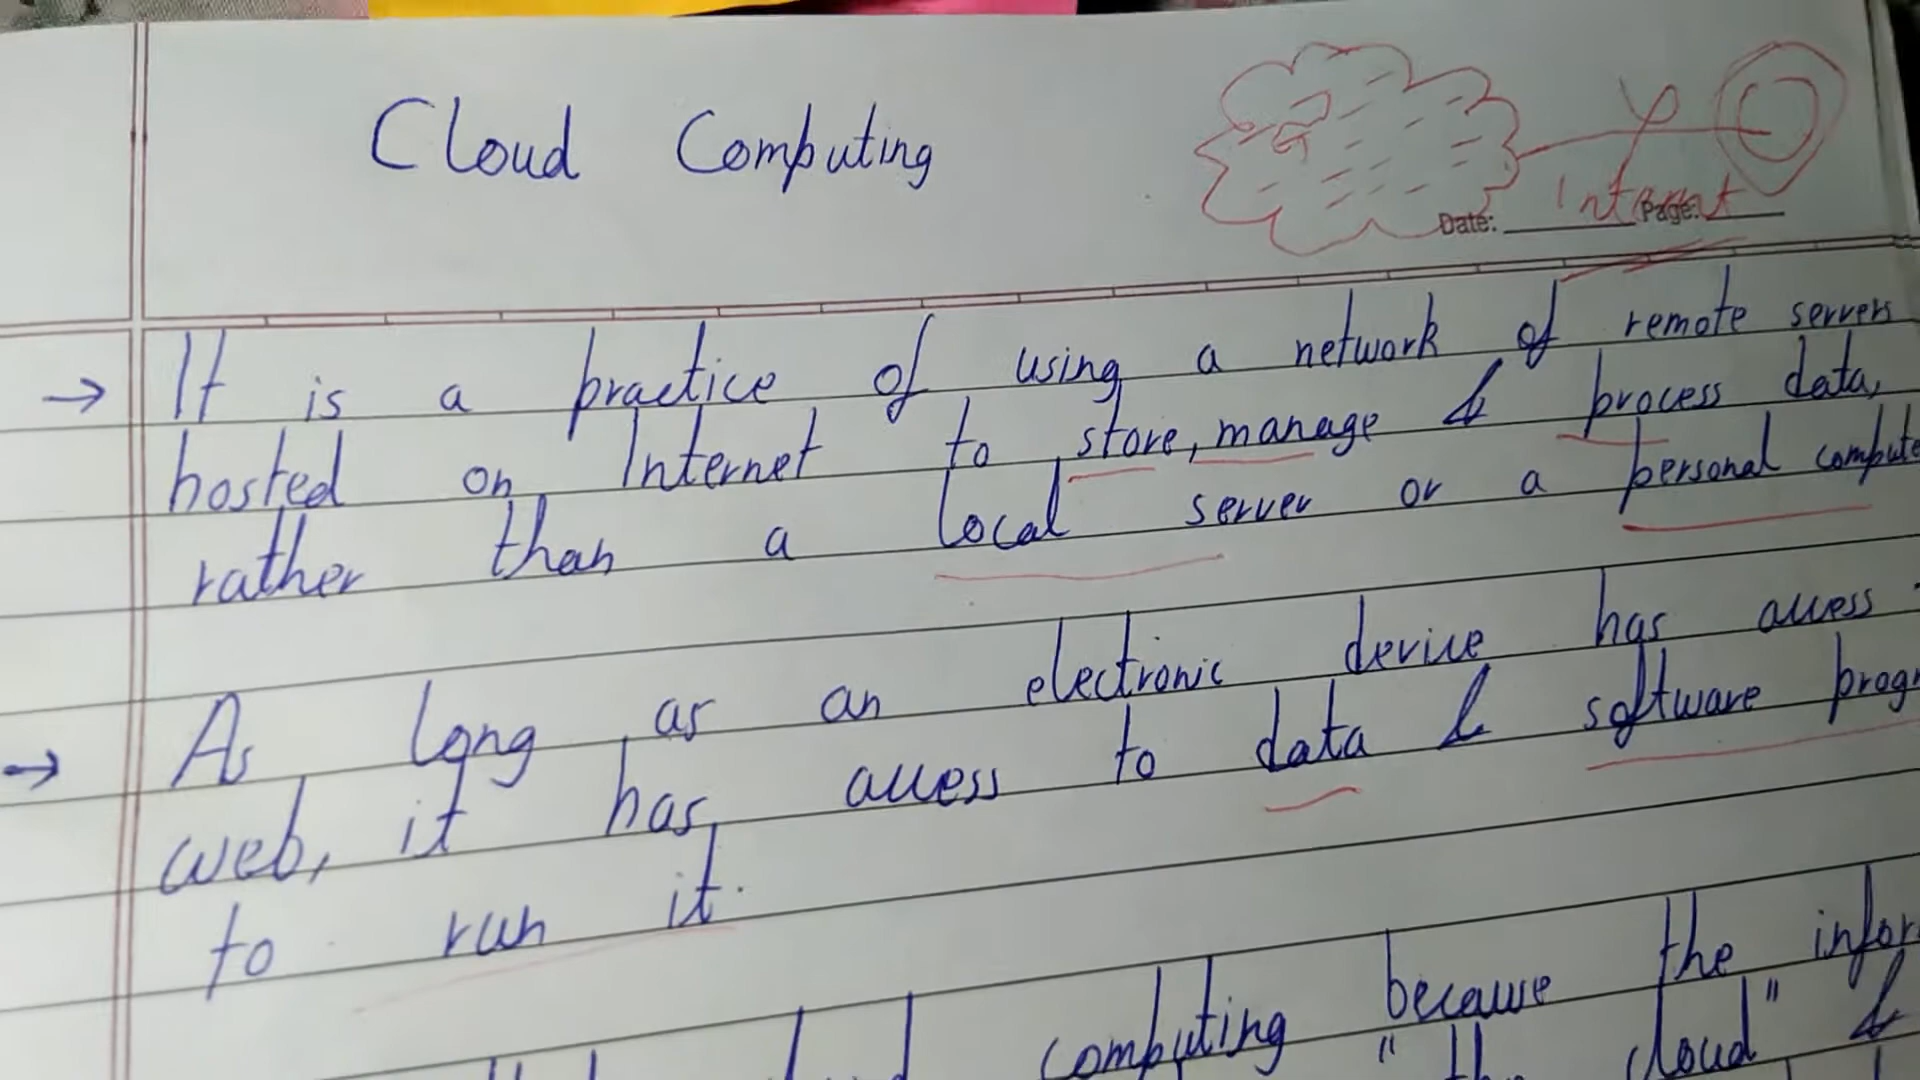 Cloud Computing
Internet
Date: Page:
→ It is a practice of using a network of remote servers
hosted on Internet to store, manage & process data,
rather than a local server or a personal compute
→ As long as an electronic device has access
web, it has access to data & software progr
to run it.
computing because the infor
" cloud" &